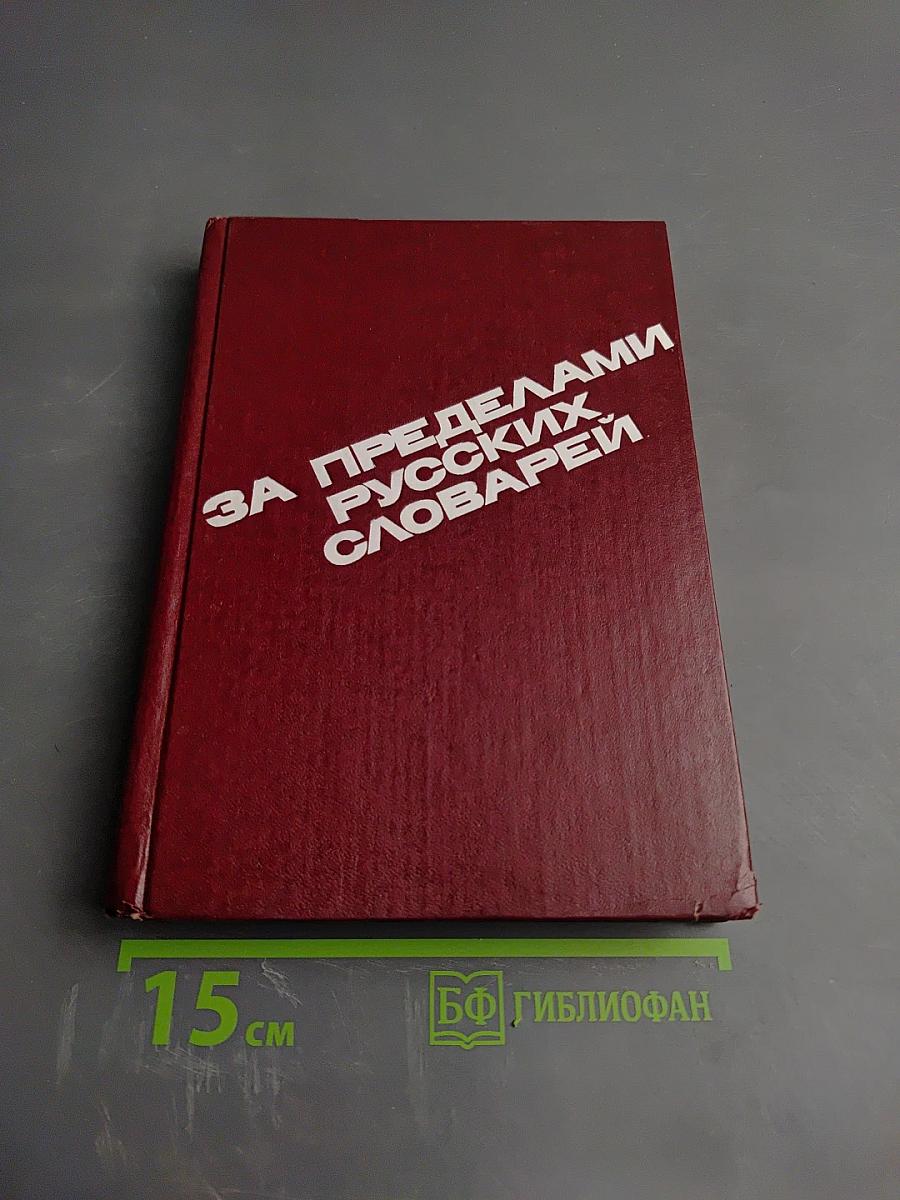 ЗА ПРЕДЕЛАМИ
РУССКИХ
СЛОВАРЕЙ
15 см
БФ ГИБЛИОФАН